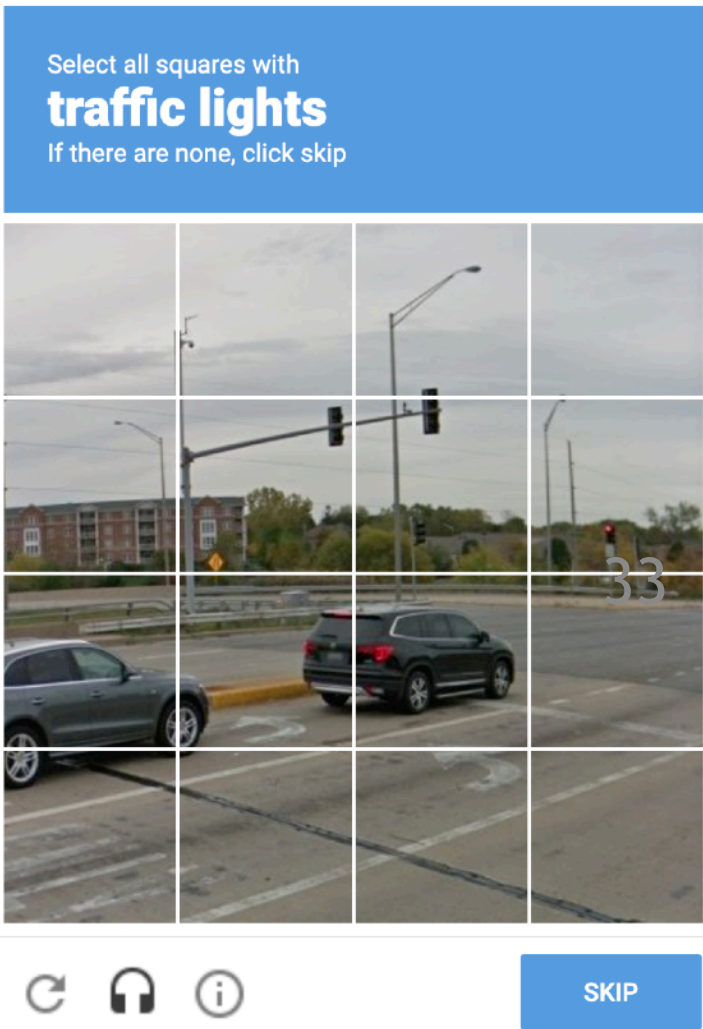 Select all squares with
traffic lights
If there are none, click skip
33
SKIP